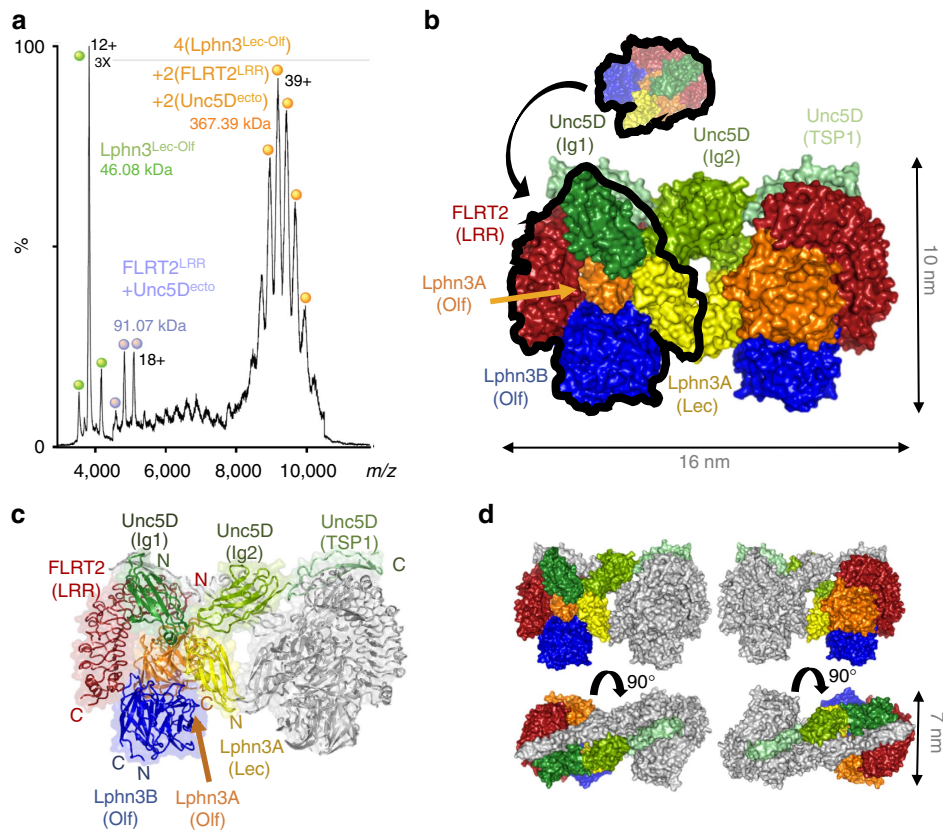 a
100
%
0
12+
3X
4(Lphn3Lec-Olf)
+2(FLRT2LRR)
+2(Unc5Decto)
367.39 kDa
39+
Lphn3Lec-Olf
46.08 kDa
FLRT2LRR
+Unc5Decto
91.07 kDa
18+
4,000 6,000 8,000 10,000 m/z
b
Unc5D
(Ig1)
Unc5D
(Ig2)
Unc5D
(TSP1)
FLRT2
(LRR)
Lphn3A
(Olf)
Lphn3B
(Olf)
Lphn3A
(Lec)
10 nm
16 nm
c
Unc5D
(Ig1)
Unc5D
(Ig2)
Unc5D
(TSP1)
FLRT2
(LRR)
N
N
C
C
C
N
C
N
Lphn3A
(Lec)
Lphn3B
(Olf)
Lphn3A
(Olf)
d
90°
90°
7 nm